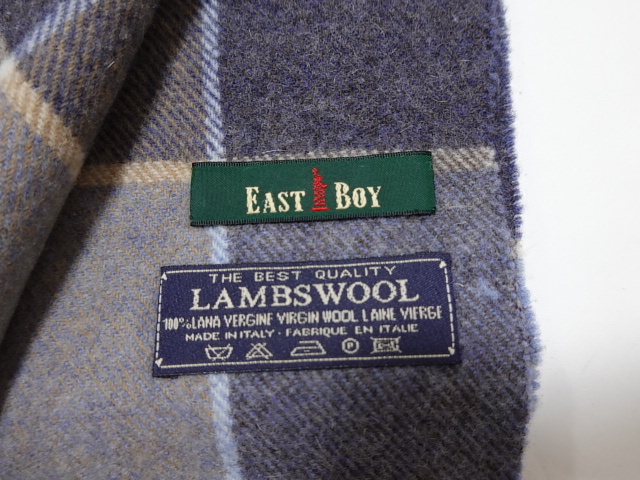 EAST BOY
THE BEST QUALITY
LAMBSWOOL
100% LANA VERGINE VIRGIN WOOL LAINE VIERGE
MADE IN ITALY · FABRIQUE EN ITALIE
P